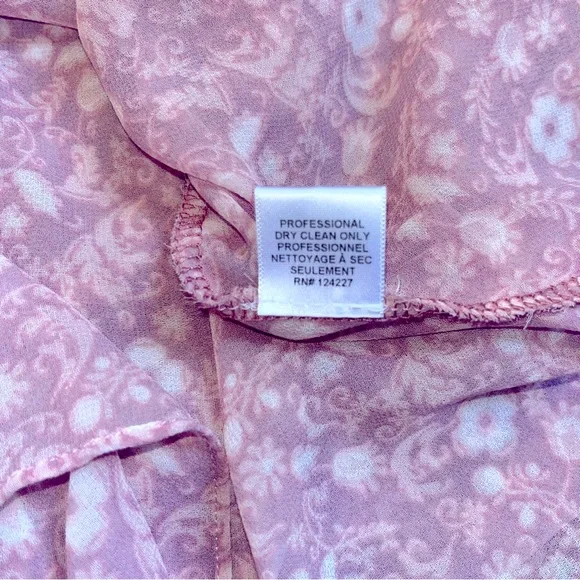 PROFESSIONAL
DRY CLEAN ONLY
PROFESSIONNEL
NETTOYAGE À SEC
SEULEMENT
RN# 124227